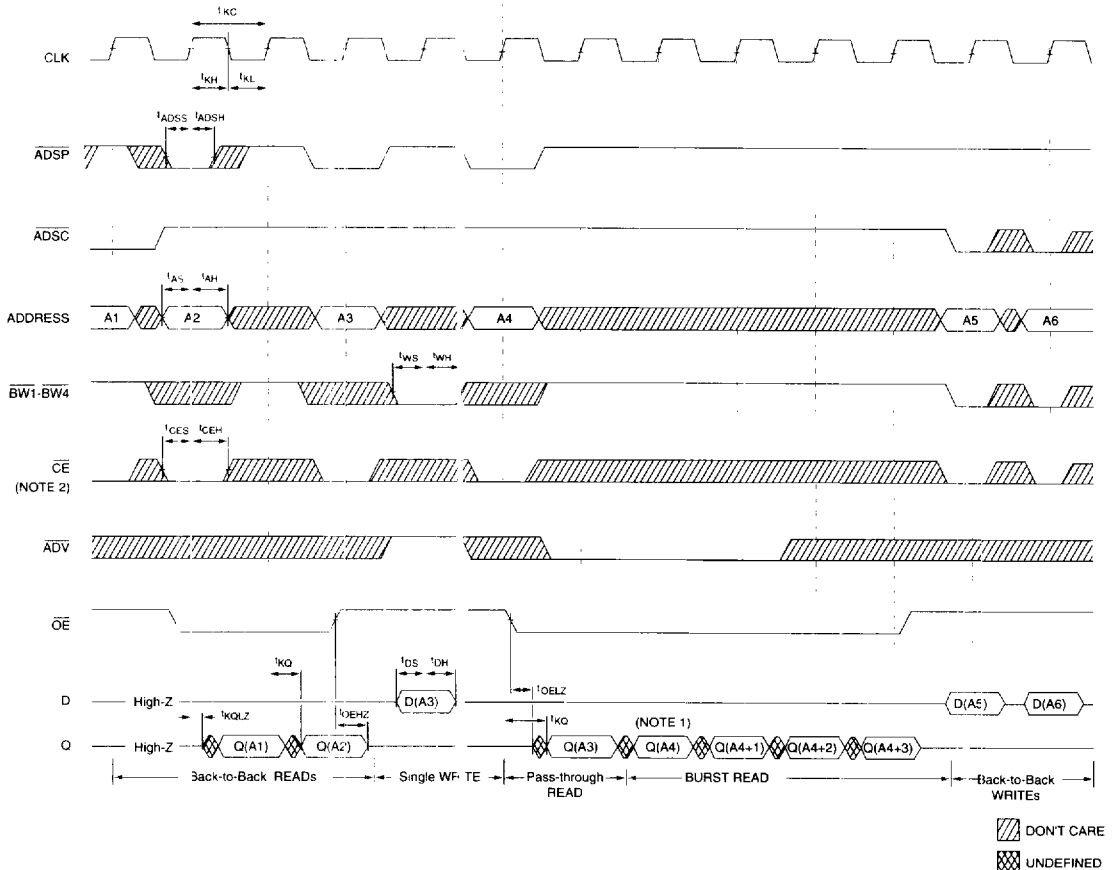 tKC
CLK
tKH tKL
tADSS tADSH
ADSP
ADSC
tAS tAH
ADDRESS A1 A2 A3 A4 A5 A6
tWS tWH
BW1-BW4
tCES tCEH
CE
(NOTE 2)
ADV
OE
tKQ tDS tDH
tOELZ
D High-Z D(A3) D(A5) D(A6)
tKQLZ tOEHZ tKQ (NOTE 1)
Q High-Z Q(A1) Q(A2) Q(A3) Q(A4) Q(A4+1) Q(A4+2) Q(A4+3)
Back-to-Back READs Single WRITE Pass-through BURST READ Back-to-Back
READ WRITEs
DON'T CARE
UNDEFINED